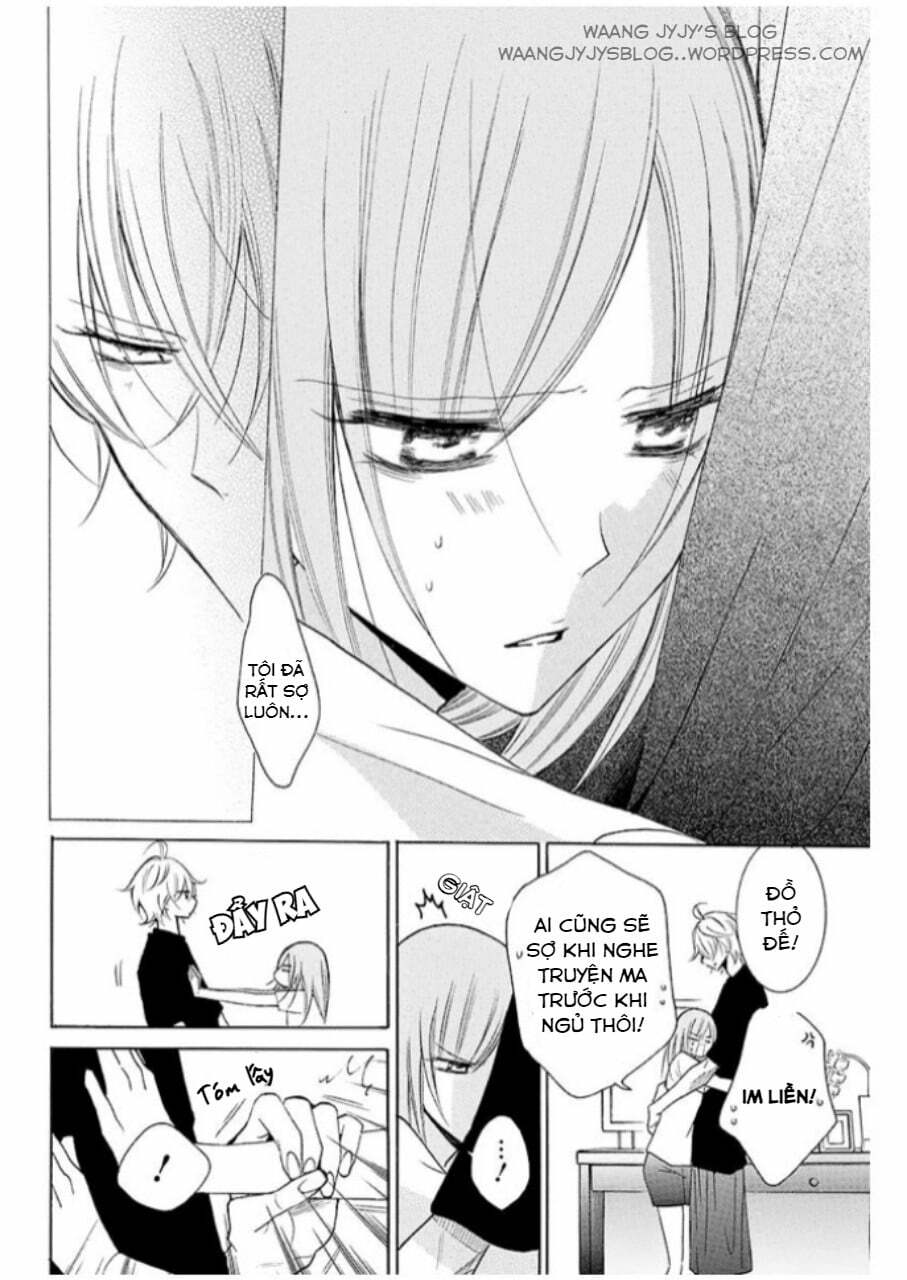 WAANG JYJY'S BLOG
WAANGJYJYSBLOG..WORDPRESS.COM
TÔI ĐÃ
RẤT SỢ
LUÔN...
ĐỒ
THỎ
ĐẾ!
IM LIỀN!
AI CŨNG SẼ
SỢ KHI NGHE
TRUYỆN MA
TRƯỚC KHI
NGỦ THÔI!
GIẬT
...!
ĐẨY RA
Tóm lấy
!